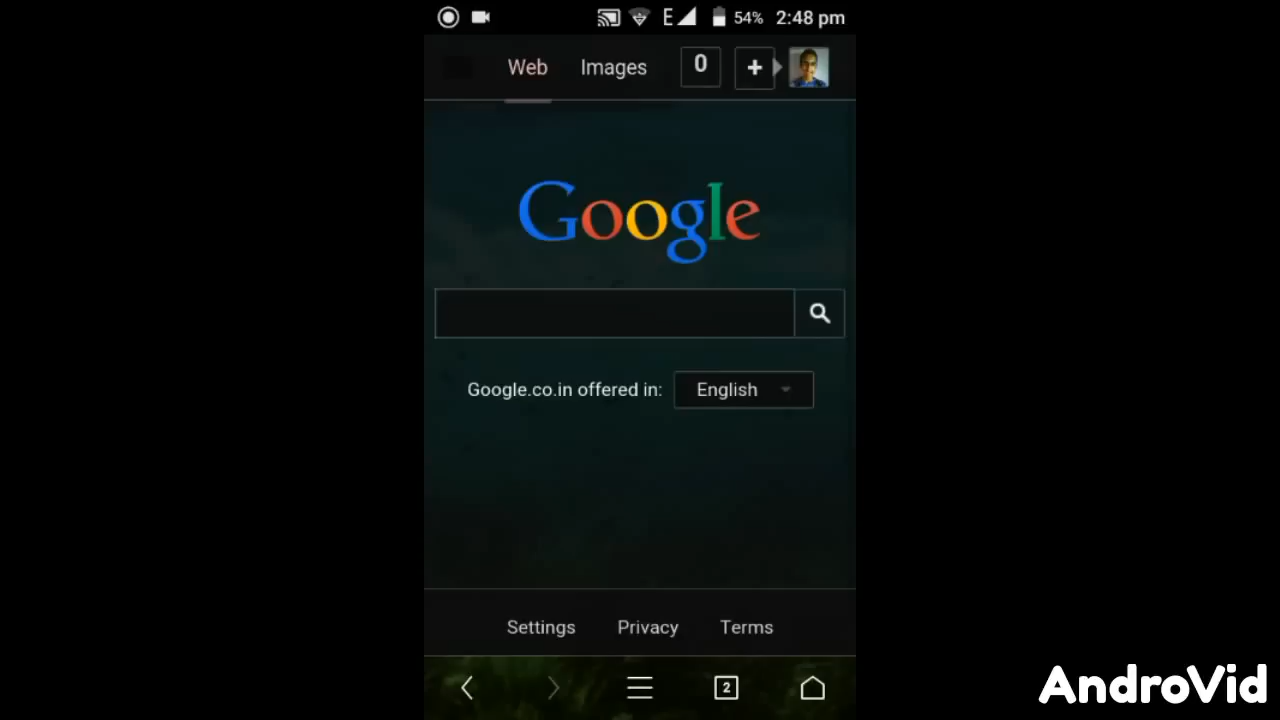 E 54% 2:48 pm
Web Images 0 +
Google
Google.co.in offered in: English
Settings Privacy Terms
2
AndroVid